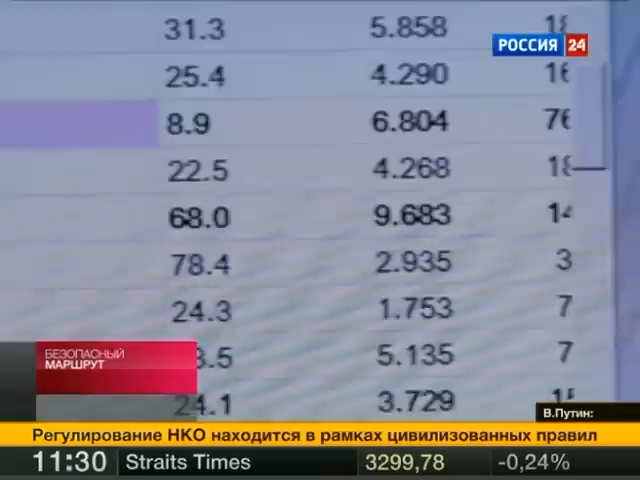 31.3 5.858
РОССИЯ 24
25.4 4.290
8.9 6.804
22.5 4.268
68.0 9.683
78.4 2.935 3
24.3 1.753 7
5.135 7
24.1 3.729
БЕЗОПАСНЫЙ
МАРШРУТ
В.Путин:
Регулирование НКО находится в рамках цивилизованных правил
11:30 Straits Times 3299,78 -0,24%